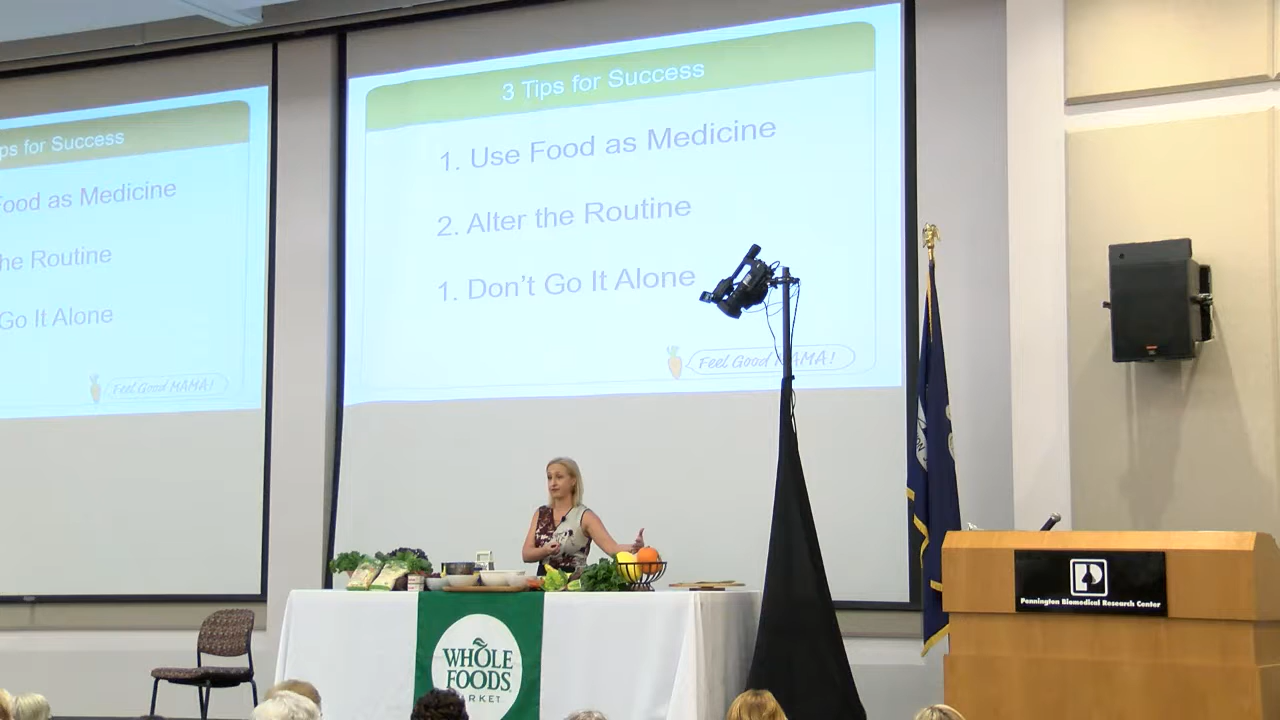 3 Tips for Success
1. Use Food as Medicine
2. Alter the Routine
1. Don't Go It Alone
Feel Good MAMA!
ps for Success
Food as Medicine
he Routine
Go It Alone
Feel Good MAMA!
WHOLE
FOODS
ARKET
Pennington Biomedical Research Center